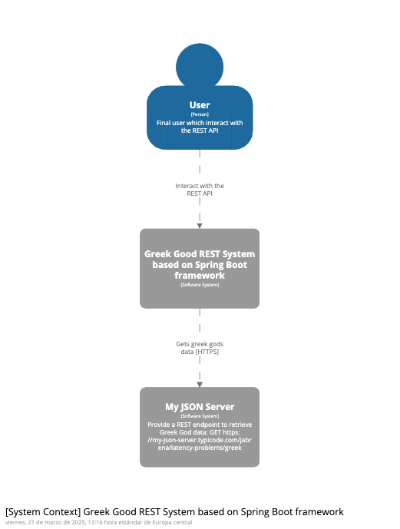 User
[Person]
Final user which interact with
the REST API
Interact with the
REST API
Greek Good REST System
based on Spring Boot
framework
[Software System]
Gets greek gods
data [HTTPS]
My JSON Server
[Software System]
Provide a REST endpoint to retrieve
Greek God data; GET https:
//my-json-server.typicode.com/jabr
ena/latency-problems/greek
[System Context] Greek Good REST System based on Spring Boot framework
viernes, 21 de marzo de 2025, 13:16 hora estándar de Europa central